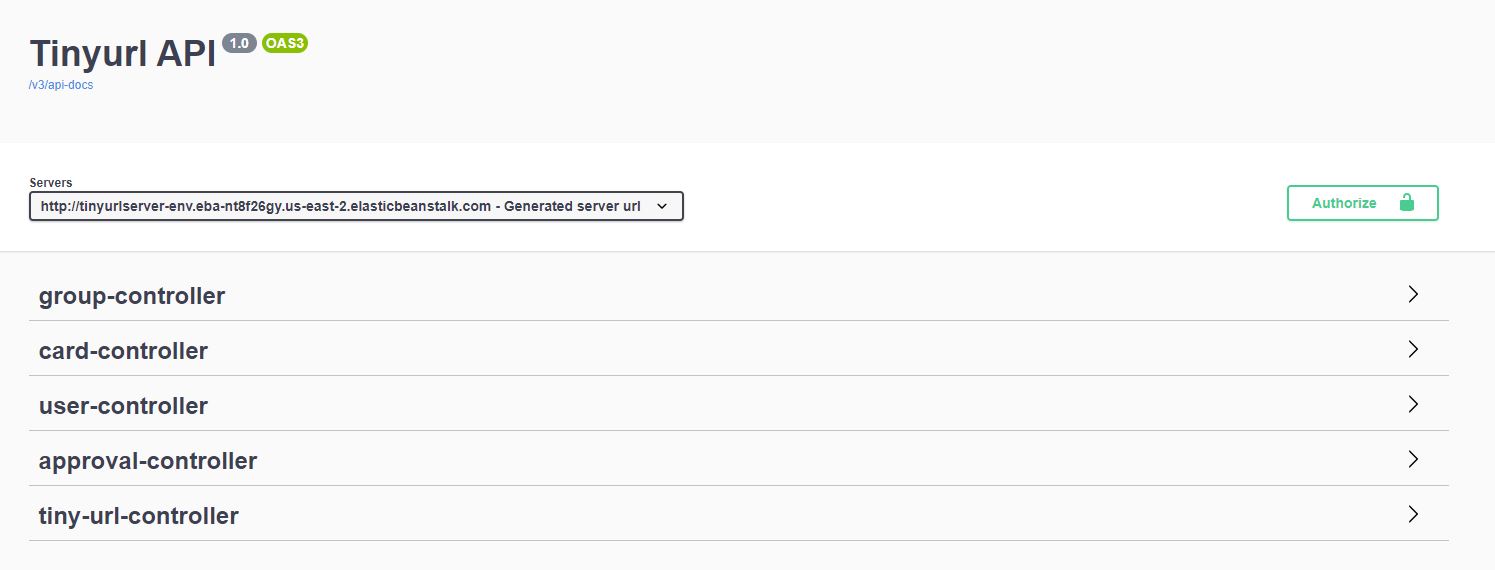 Tinyurl API 1.0 OAS3
/v3/api-docs
Servers
http://tinyurlserver-env.eba-nt8f26gy.us-east-2.elasticbeanstalk.com - Generated server url
Authorize
group-controller
card-controller
user-controller
approval-controller
tiny-url-controller